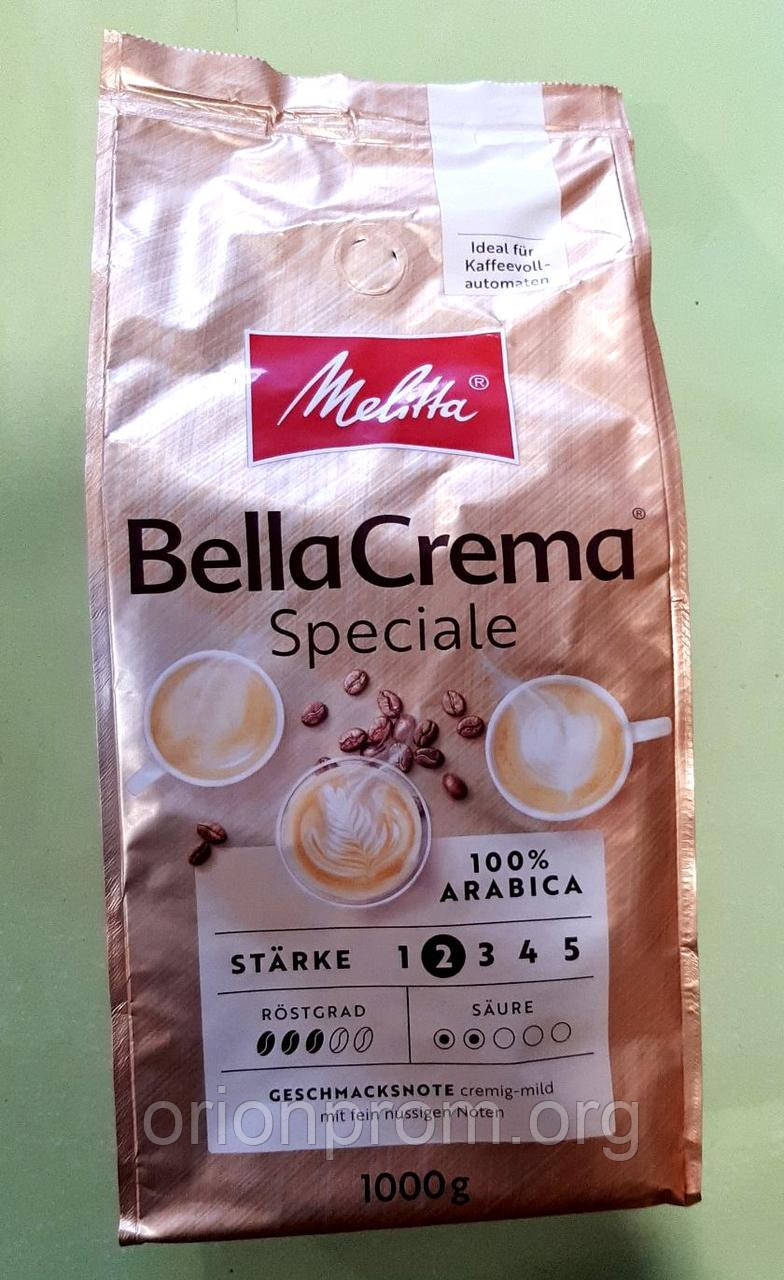 Ideal für
Kaffeevoll-
automaten
Melitta®
BellaCrema®
Speciale
100%
ARABICA
STÄRKE 1 2 3 4 5
RÖSTGRAD
SÄURE
GESCHMACKSNOTE cremig-mild
mit fein nussigen Noten
orionprom.org
1000g